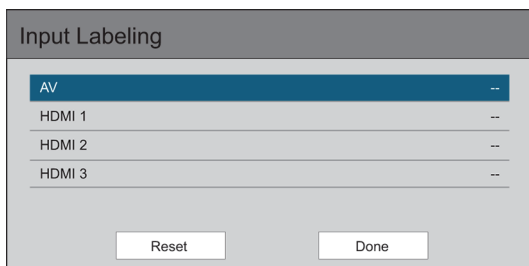 Input Labeling
AV --
HDMI 1 --
HDMI 2 --
HDMI 3 --
Reset Done